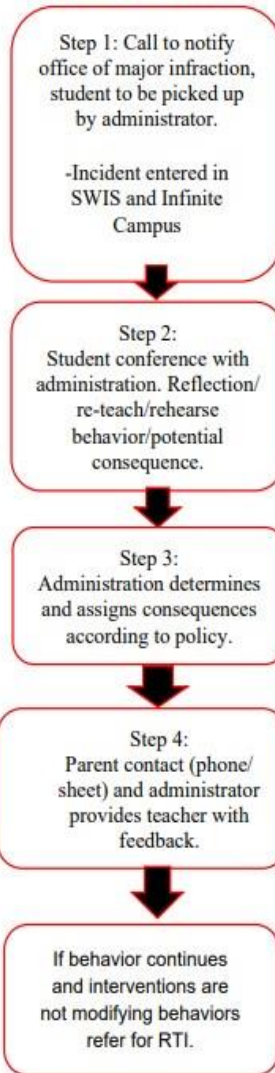 Step 1: Call to notify
office of major infraction,
student to be picked up
by administrator.
-Incident entered in
SWIS and Infinite
Campus
Step 2:
Student conference with
administration. Reflection/
re-teach/rehearse
behavior/potential
consequence.
Step 3:
Administration determines
and assigns consequences
according to policy.
Step 4:
Parent contact (phone/
sheet) and administrator
provides teacher with
feedback.
If behavior continues
and interventions are
not modifying behaviors
refer for RTI.